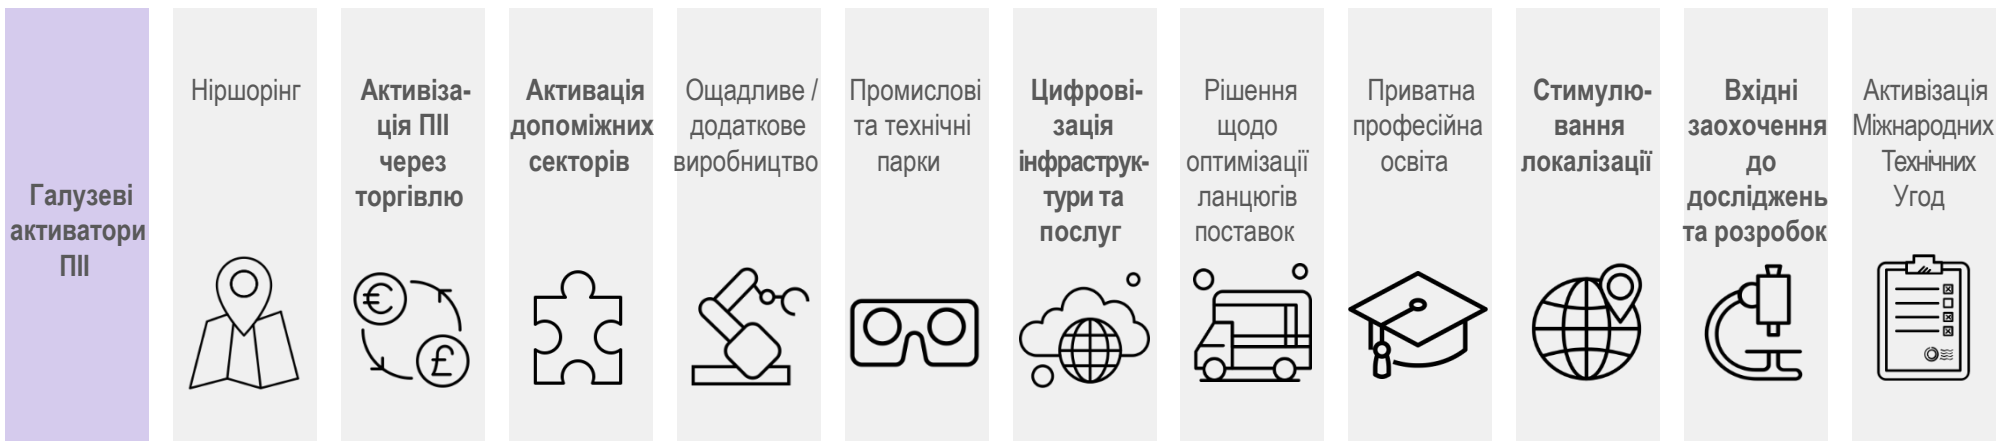 Галузеві
активатори
ПІІ
Ніршорінг
Активіза-
ція ПІІ
через
торгівлю
Активація
допоміжних
секторів
Ощадливе /
додаткове
виробництво
Промислові
та технічні
парки
Цифрові-
зація
інфраструк-
тури та
послуг
Рішення
щодо
оптимізації
ланцюгів
поставок
Приватна
професійна
освіта
Стимулю-
вання
локалізації
Вхідні
заохочення
до
досліджень
та розробок
Активізація
Міжнародних
Технічних
Угод